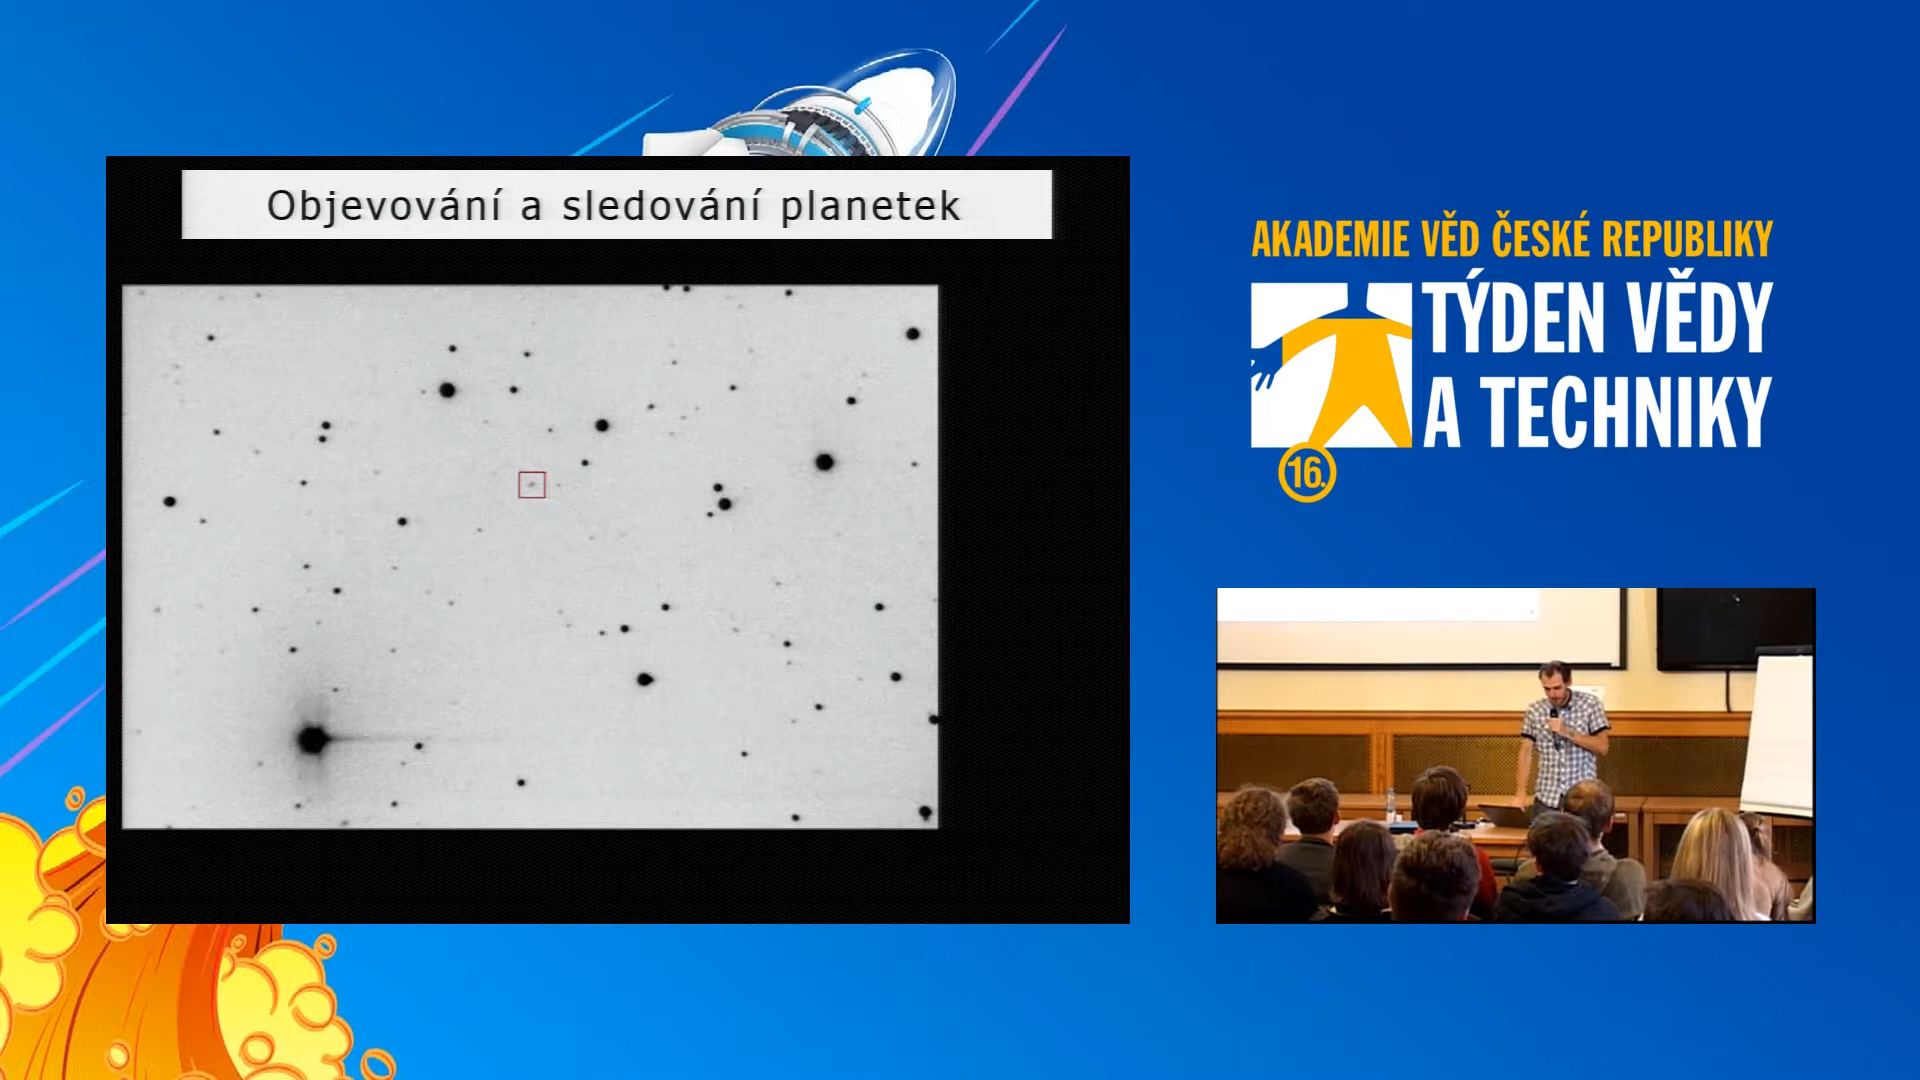 Objevování a sledování planetek
AKADEMIE VĚD ČESKÉ REPUBLIKY
TÝDEN VĚDY
A TECHNIKY
16.